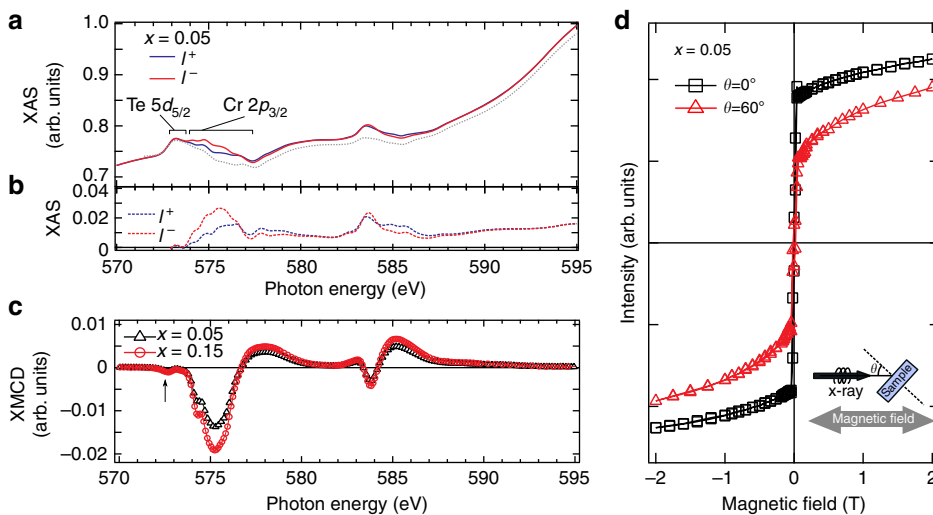 a
x = 0.05
I⁺
I⁻
Te 5d5/2
Cr 2p3/2
XAS
(arb. units)
1.0
0.9
0.8
0.7
b
XAS
0.04
0.02
0
I⁺
I⁻
570 575 580 585 590 595
Photon energy (eV)
c
XMCD
(arb. units)
0.01
0
−0.01
−0.02
x = 0.05
x = 0.15
570 575 580 585 590 595
Photon energy (eV)
d
x = 0.05
θ=0°
θ=60°
Intensity (arb. units)
θ
x-ray
Sample
Magnetic field
−2 −1 0 1 2
Magnetic field (T)